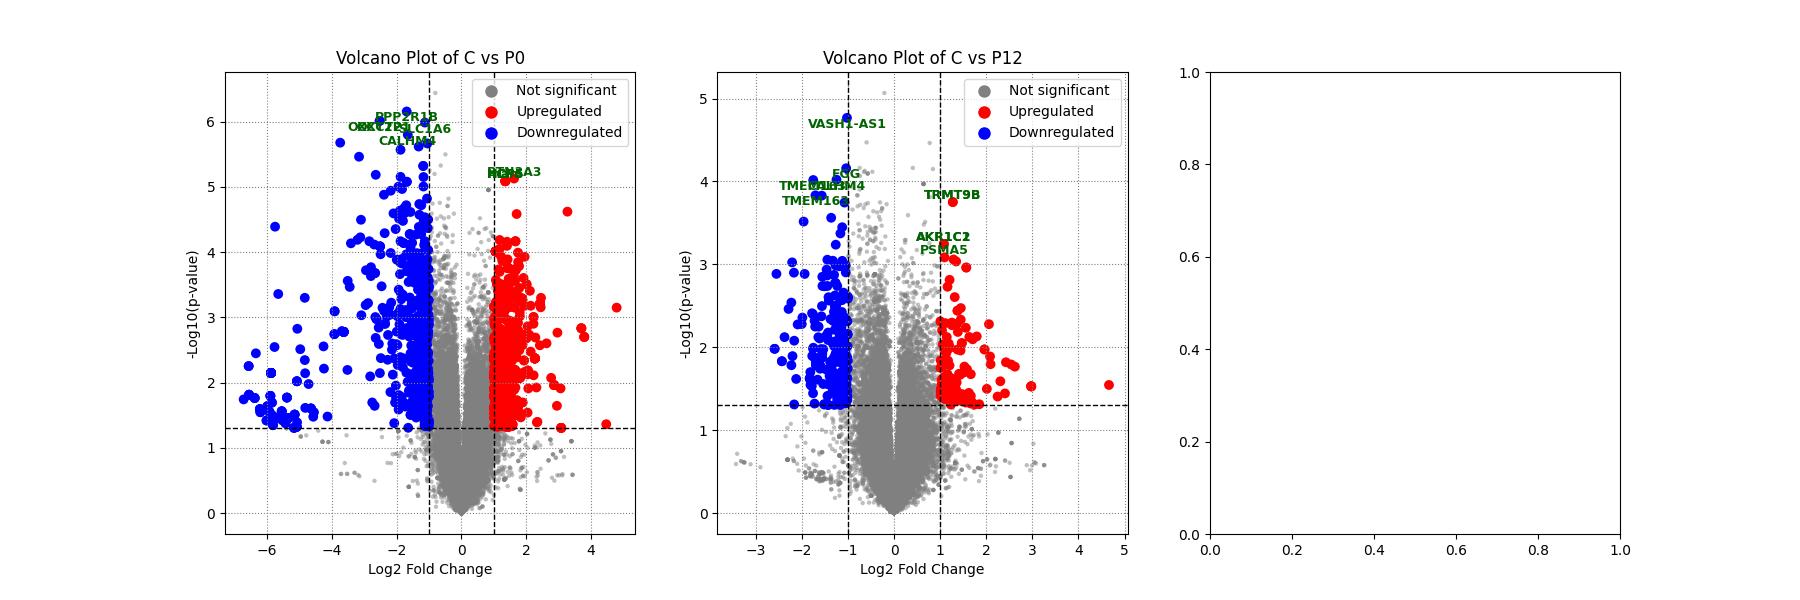 Volcano Plot of C vs P0
Not significant
Upregulated
Downregulated
PPP2R1B
SLC1A6
CALHM4
6
5
4
3
2
1
0
-Log10(p-value)
−6
−4
−2
0
2
4
Log2 Fold Change
Volcano Plot of C vs P12
Not significant
Upregulated
Downregulated
VASH1-AS1
FGG
TMEM163
TRMT9B
PSMA5
5
4
3
2
1
0
-Log10(p-value)
−3
−2
−1
0
1
2
3
4
5
Log2 Fold Change
1.0
0.8
0.6
0.4
0.2
0.0
0.0
0.2
0.4
0.6
0.8
1.0